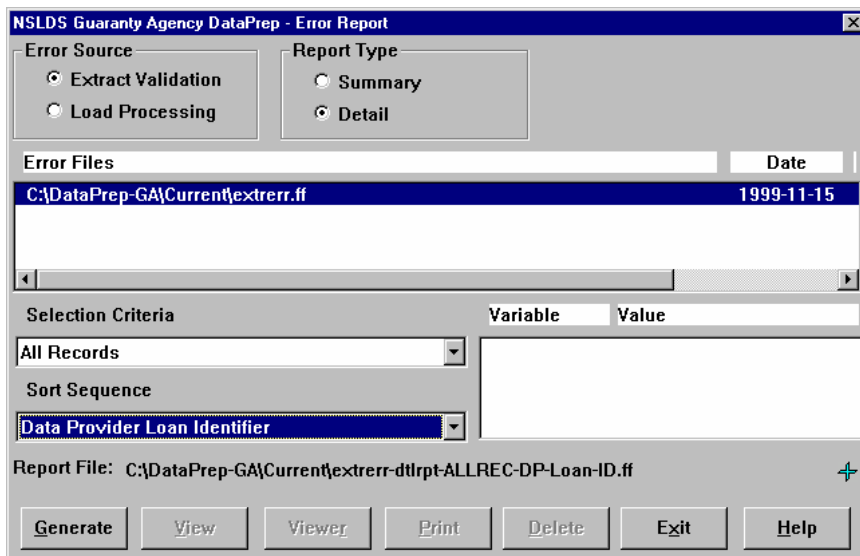 NSLDS Guaranty Agency DataPrep - Error Report
Error Source
Extract Validation
Load Processing
Report Type
Summary
Detail
Error Files Date
C:\DataPrep-GA\Current\extrerr.ff 1999-11-15
Selection Criteria
All Records
Sort Sequence
Data Provider Loan Identifier
Variable Value
Report File: C:\DataPrep-GA\Current\extrerr-dtlrpt-ALLREC-DP-Loan-ID.ff
Generate View Viewer Print Delete Exit Help